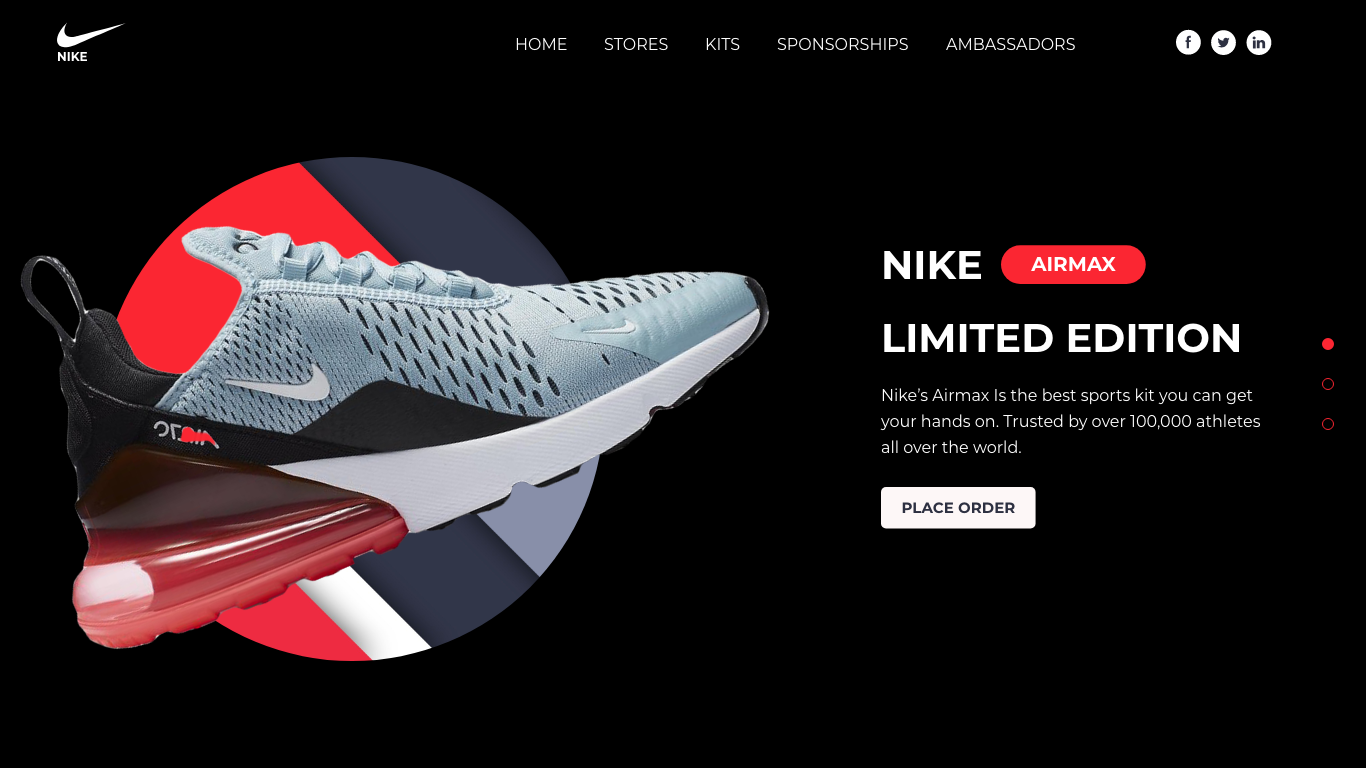 NIKE
HOME STORES KITS SPONSORSHIPS AMBASSADORS
NIKE AIRMAX
LIMITED EDITION
Nike’s Airmax Is the best sports kit you can get
your hands on. Trusted by over 100,000 athletes
all over the world.
PLACE ORDER